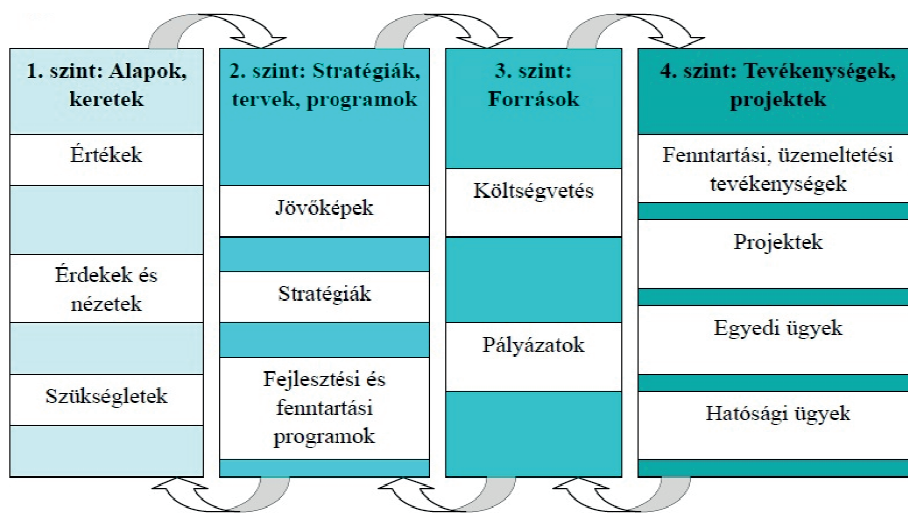 1. szint: Alapok,
keretek
Értékek
Érdekek és
nézetek
Szükségletek
2. szint: Stratégiák,
tervek, programok
Jövőképek
Stratégiák
Fejlesztési és
fenntartási
programok
3. szint:
Források
Költségvetés
Pályázatok
4. szint: Tevékenységek,
projektek
Fenntartási, üzemeltetési
tevékenységek
Projektek
Egyedi ügyek
Hatósági ügyek